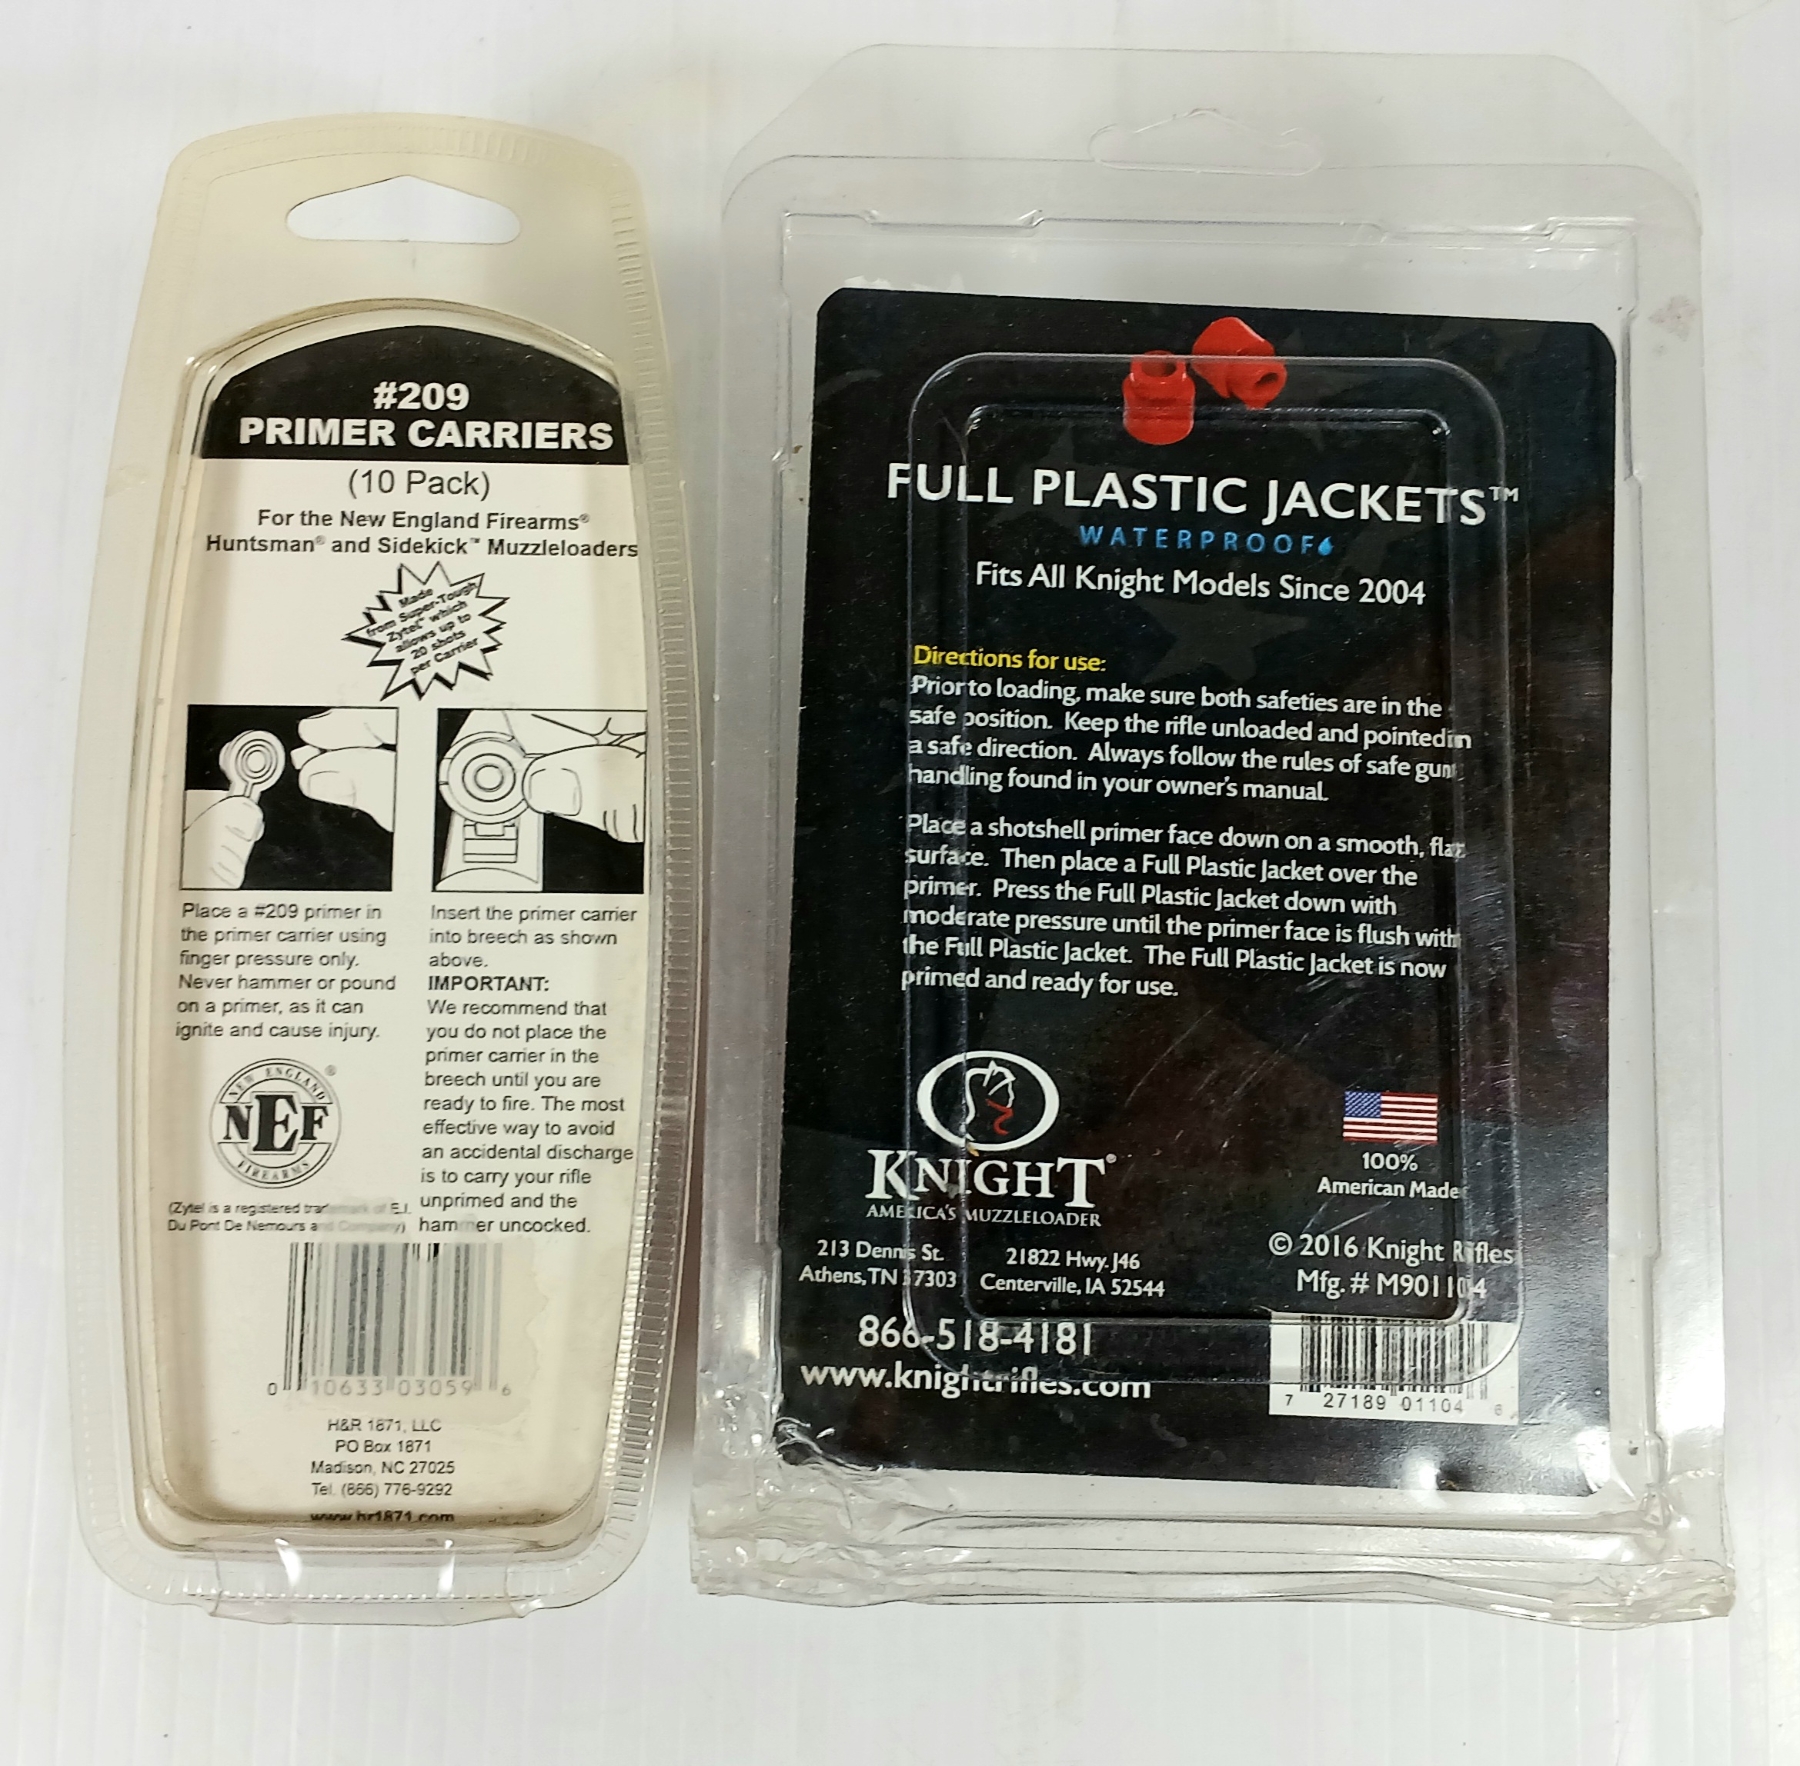 #209
PRIMER CARRIERS
(10 Pack)
For the New England Firearms®
Huntsman® and Sidekick™ Muzzleloaders
Made
from Super-Tough
Zytel™ which
allows up to
20 shots
per Carrier
Place a #209 primer in
the primer carrier using
finger pressure only.
Never hammer or pound
on a primer, as it can
ignite and cause injury.
Insert the primer carrier
into breech as shown
above.
IMPORTANT:
We recommend that
you do not place the
primer carrier in the
breech until you are
ready to fire. The most
effective way to avoid
an accidental discharge
is to carry your rifle
unprimed and the
hammer uncocked.
NEW ENGLAND ®
NEF
FIREARMS
(Zytel is a registered trademark of E.I.
Du Pont De Nemours and Company)
0 10633 03059 6
H&R 1871, LLC
PO Box 1871
Madison, NC 27025
Tel. (866) 776-9292
www.hr1871.com
FULL PLASTIC JACKETS™
WATERPROOF
Fits All Knight Models Since 2004
Directions for use:
Prior to loading, make sure both safeties are in the
safe position. Keep the rifle unloaded and pointed in
a safe direction. Always follow the rules of safe gun
handling found in your owner's manual.
Place a shotshell primer face down on a smooth, flat
surface. Then place a Full Plastic Jacket over the
primer. Press the Full Plastic Jacket down with
moderate pressure until the primer face is flush with
the Full Plastic Jacket. The Full Plastic Jacket is now
primed and ready for use.
KNIGHT®
AMERICA'S MUZZLELOADER
100%
American Made
213 Dennis St.
Athens, TN 37303
21822 Hwy. J46
Centerville, IA 52544
© 2016 Knight Rifles
Mfg. # M901104
866-518-4181
www.knightrifles.com
7 27189 01104 6